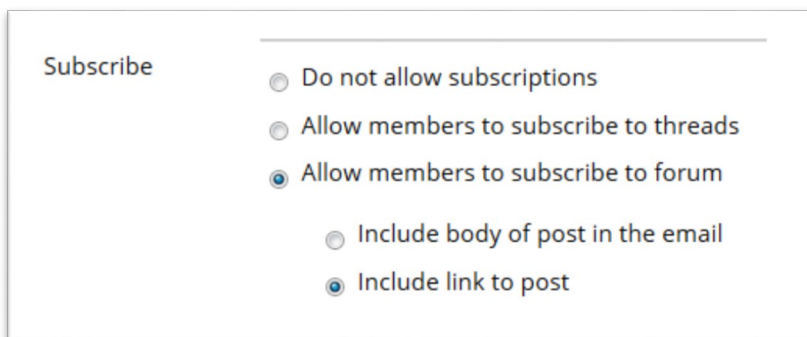 Subscribe
Do not allow subscriptions
Allow members to subscribe to threads
Allow members to subscribe to forum
Include body of post in the email
Include link to post